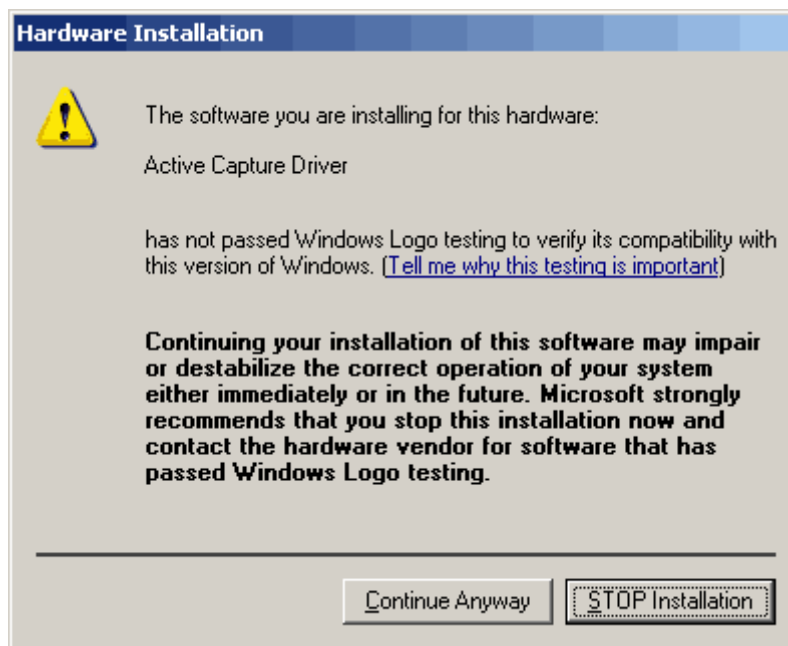 Hardware Installation
The software you are installing for this hardware:
Active Capture Driver
has not passed Windows Logo testing to verify its compatibility with
this version of Windows. (Tell me why this testing is important)
Continuing your installation of this software may impair
or destabilize the correct operation of your system
either immediately or in the future. Microsoft strongly
recommends that you stop this installation now and
contact the hardware vendor for software that has
passed Windows Logo testing.
Continue Anyway STOP Installation